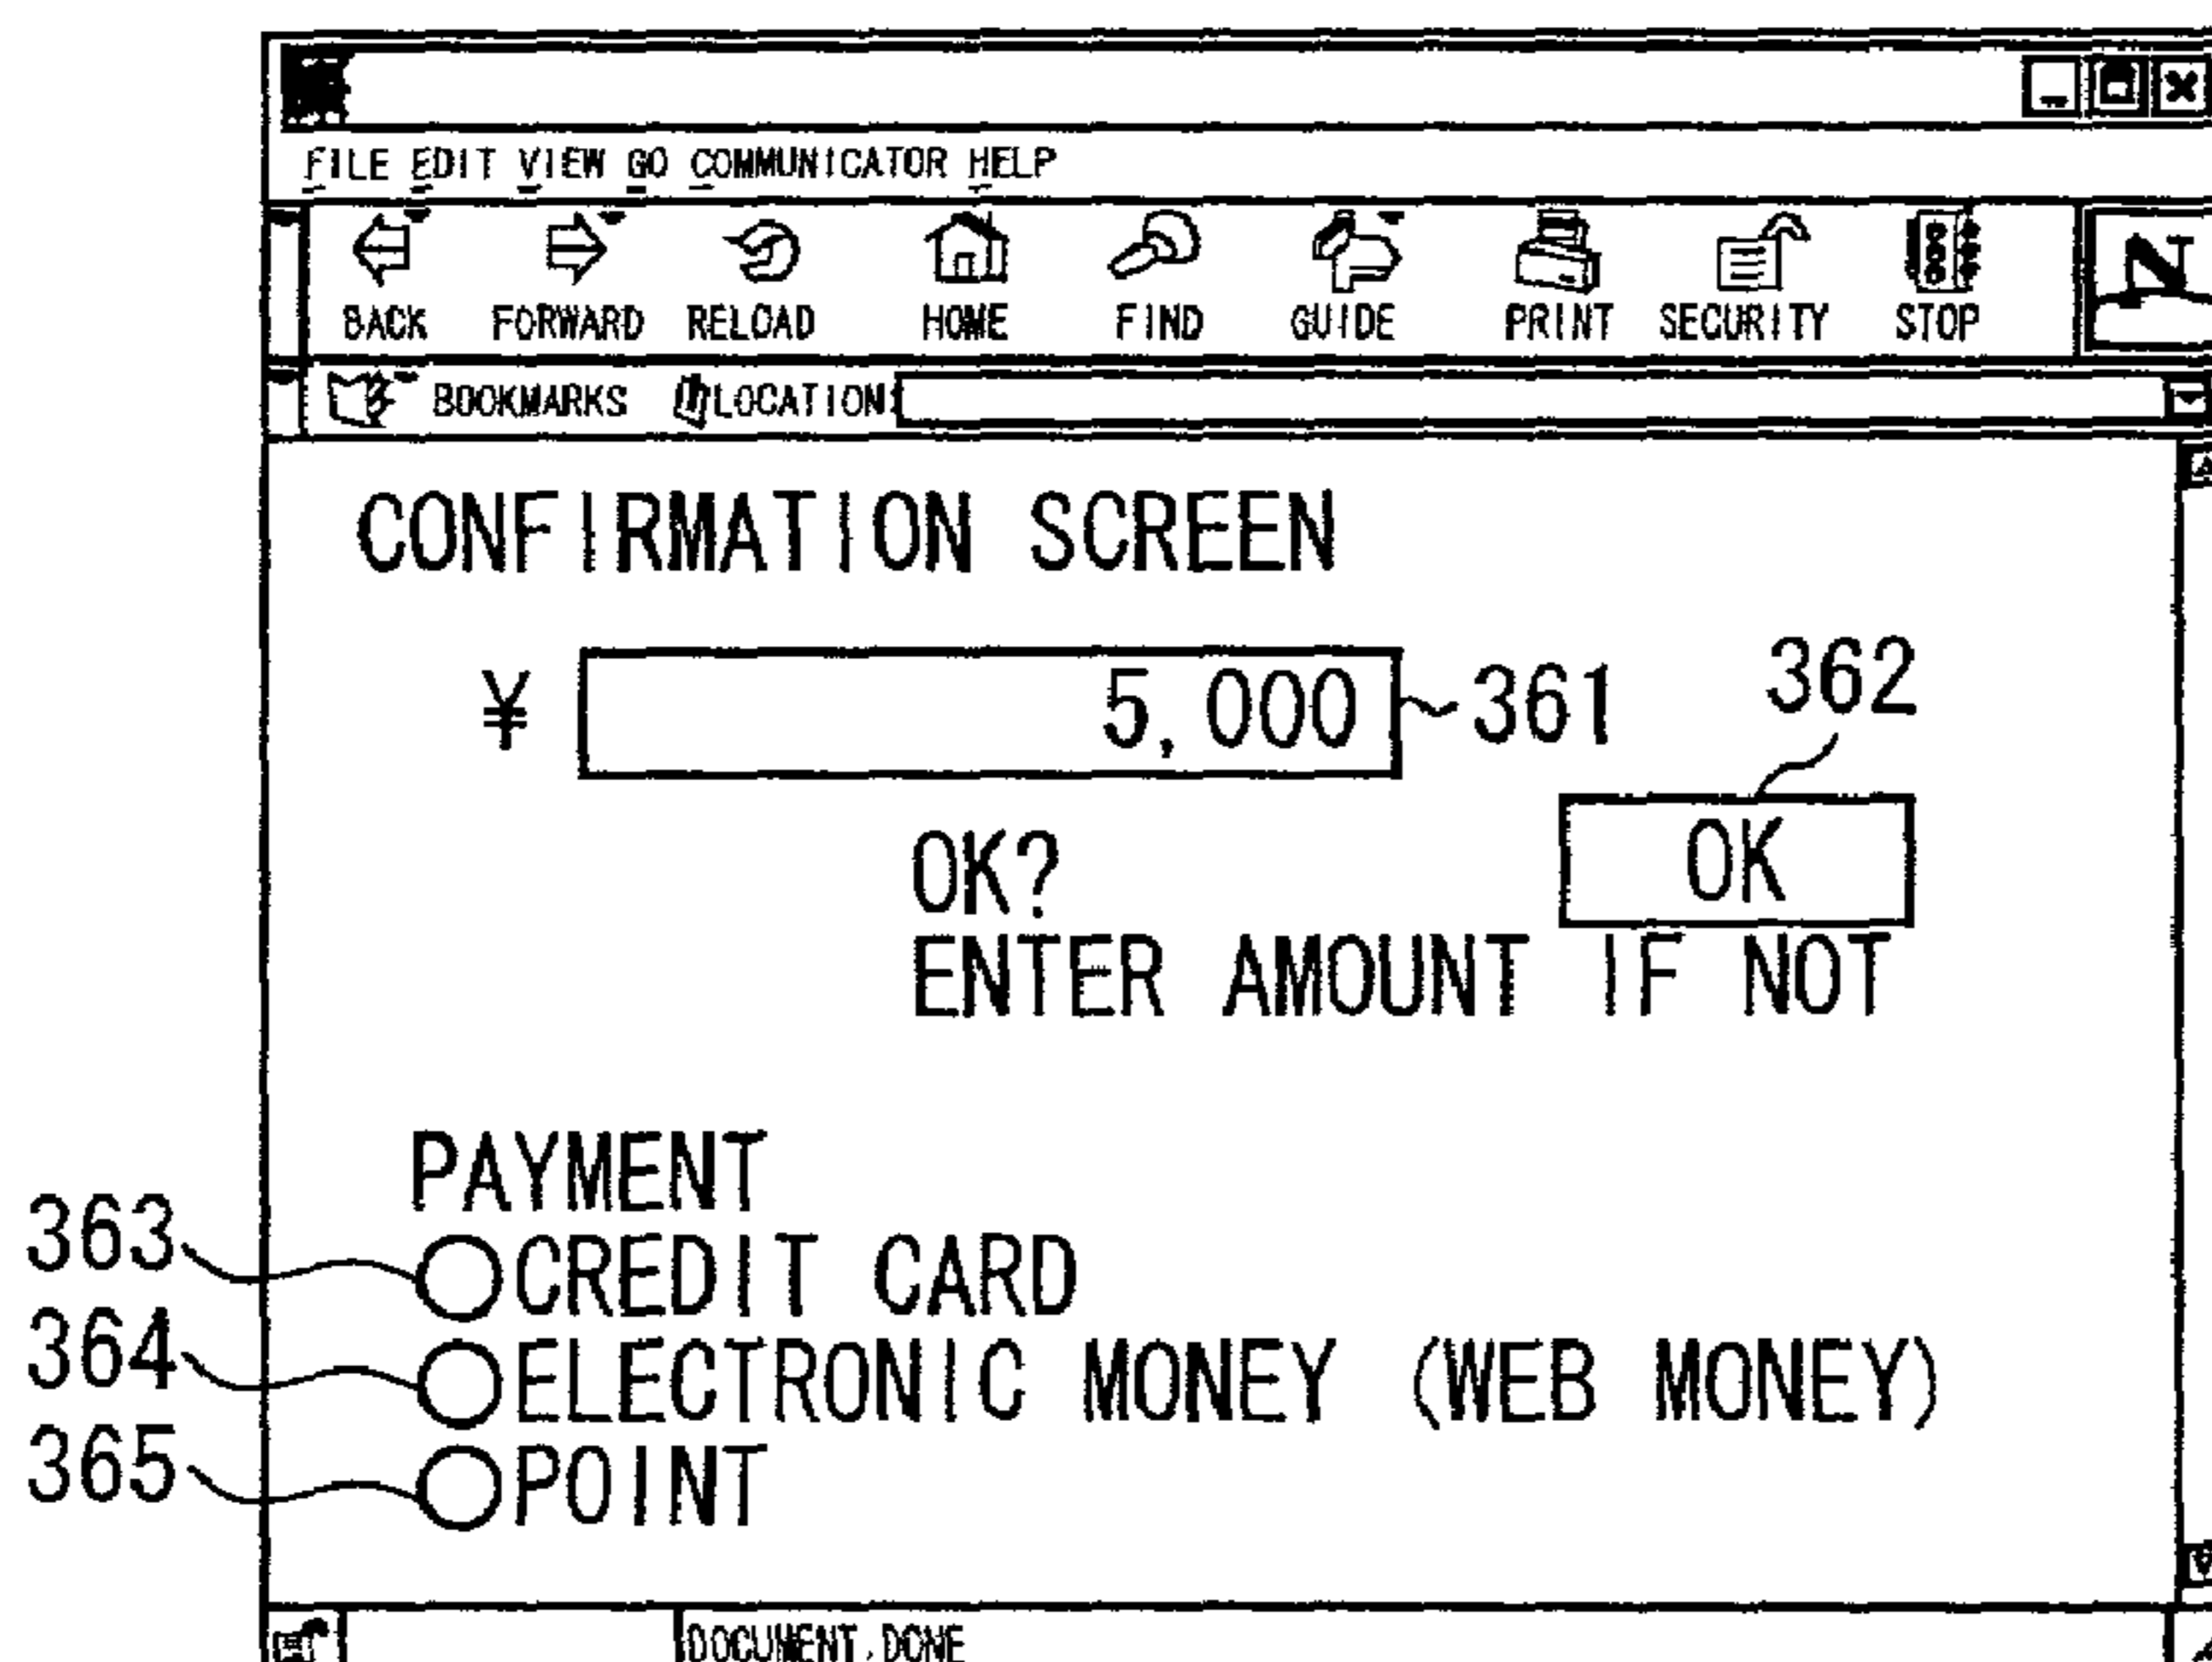 FILE EDIT VIEW GO COMMUNICATOR HELP
BACK FORWARD RELOAD HOME FIND GUIDE PRINT SECURITY STOP
N
BOOKMARKS LOCATION:
CONFIRMATION SCREEN
¥ 5,000 361 362
OK? OK
ENTER AMOUNT IF NOT
PAYMENT
363 CREDIT CARD
364 ELECTRONIC MONEY (WEB MONEY)
365 POINT
DOCUMENT, DONE